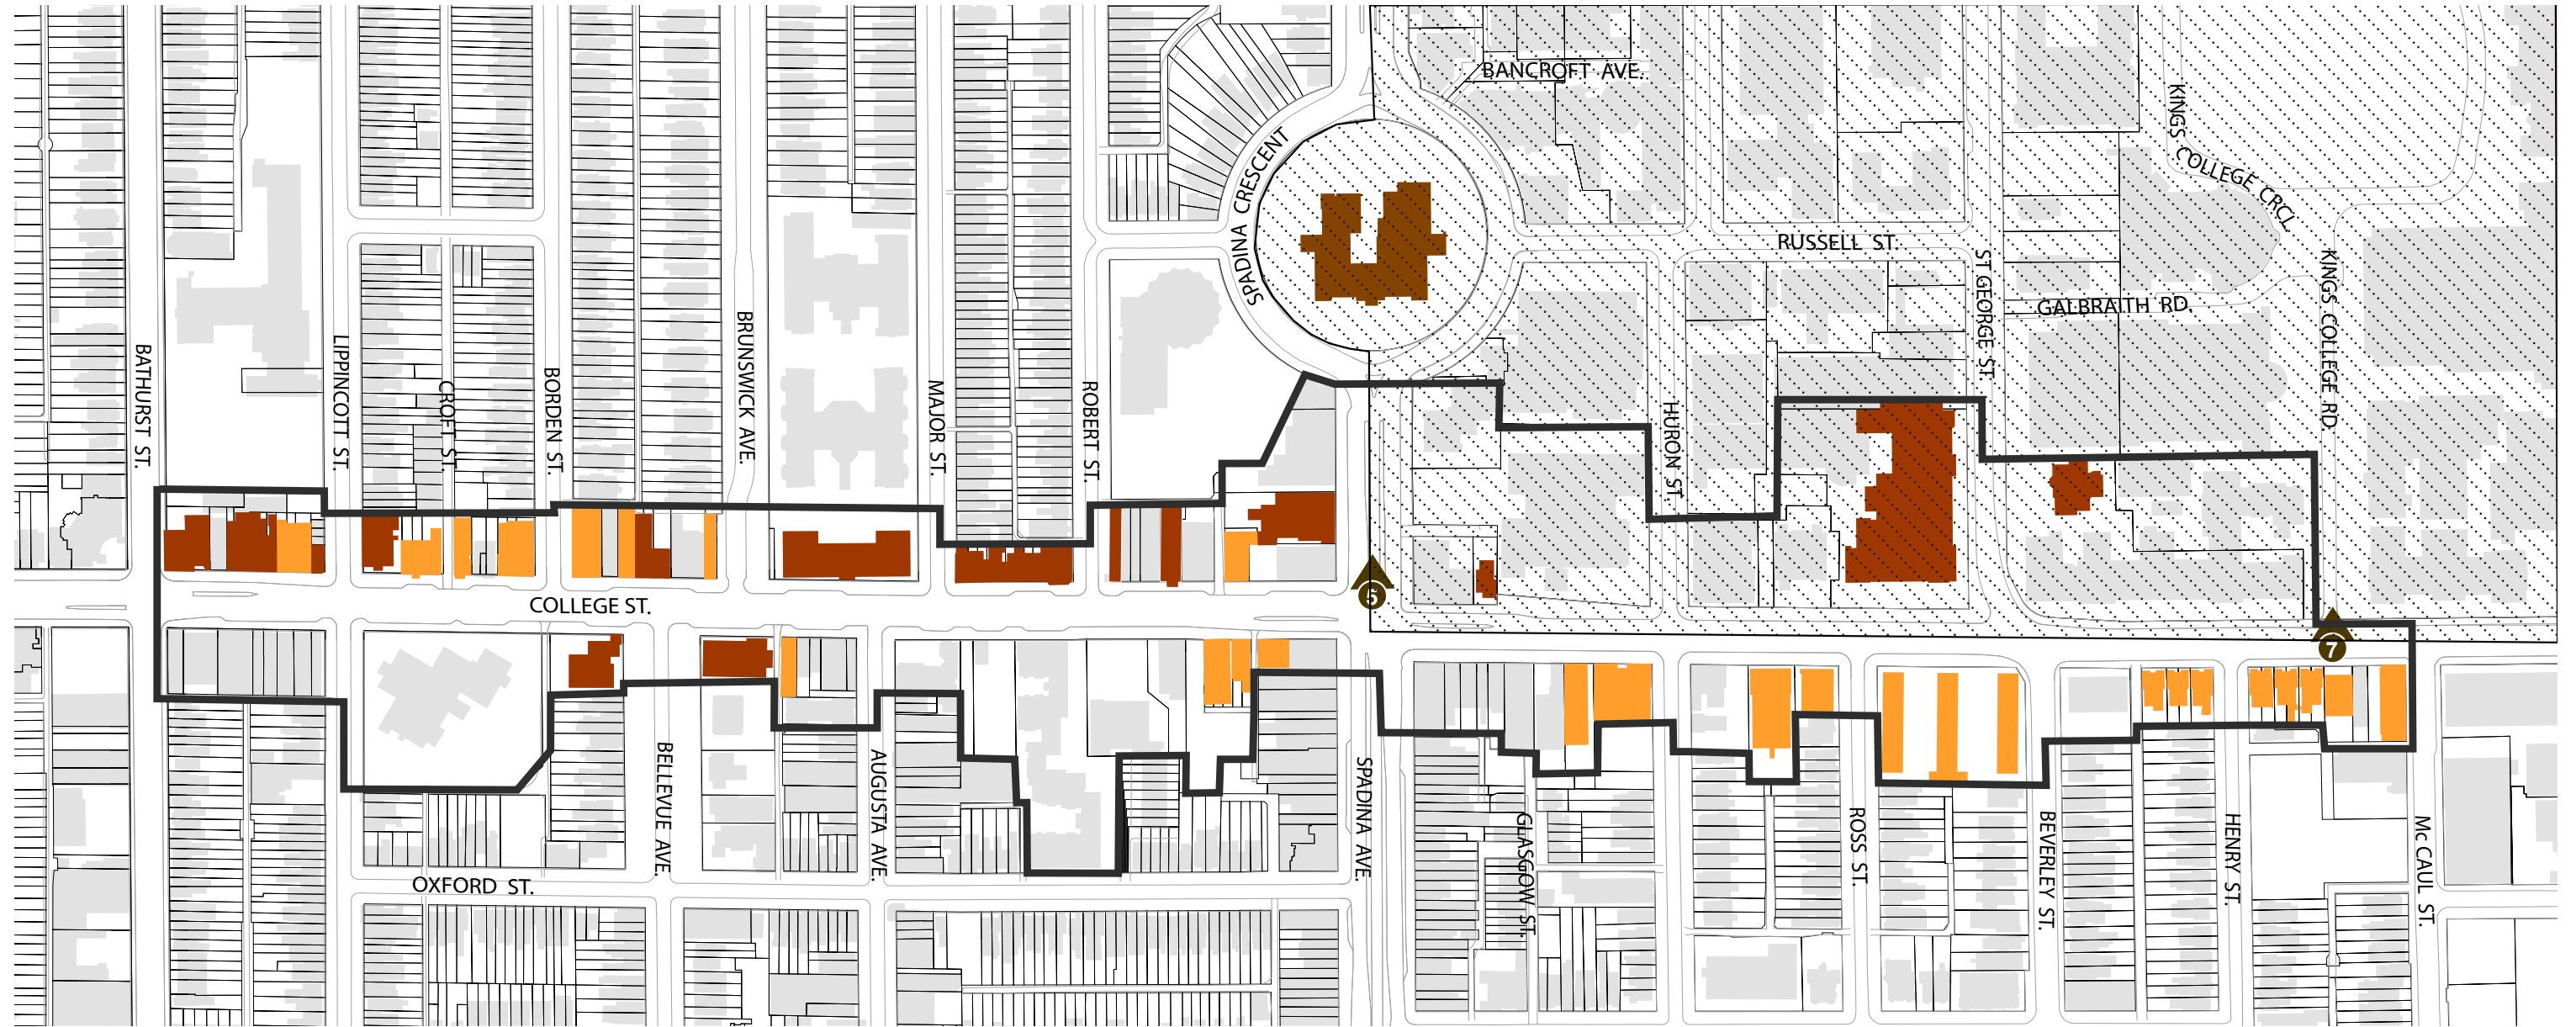 BANCROFT AVE.
KINGS COLLEGE CRCL
SPADINA CRESCENT
RUSSELL ST.
ST GEORGE ST.
KINGS COLLEGE RD.
GALBRAITH RD.
BATHURST ST.
LIPPINCOTT ST.
CROFT ST.
BORDEN ST.
BRUNSWICK AVE.
MAJOR ST.
ROBERT ST.
HURON ST.
COLLEGE ST.
7
BELLEVUE AVE.
AUGUSTA AVE.
SPADINA AVE.
GLASGOW ST.
ROSS ST.
BEVERLEY ST.
HENRY ST.
Mc CAUL ST.
OXFORD ST.